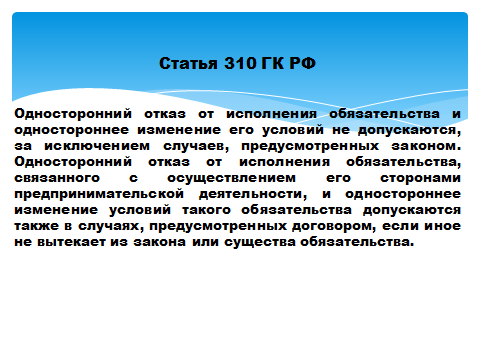 Статья 310 ГК РФ
Односторонний отказ от исполнения обязательства и
одностороннее изменение его условий не допускаются,
за исключением случаев, предусмотренных законом.
Односторонний отказ от исполнения обязательства,
связанного с осуществлением его сторонами
предпринимательской деятельности, и одностороннее
изменение условий такого обязательства допускаются
также в случаях, предусмотренных договором, если иное
не вытекает из закона или существа обязательства.